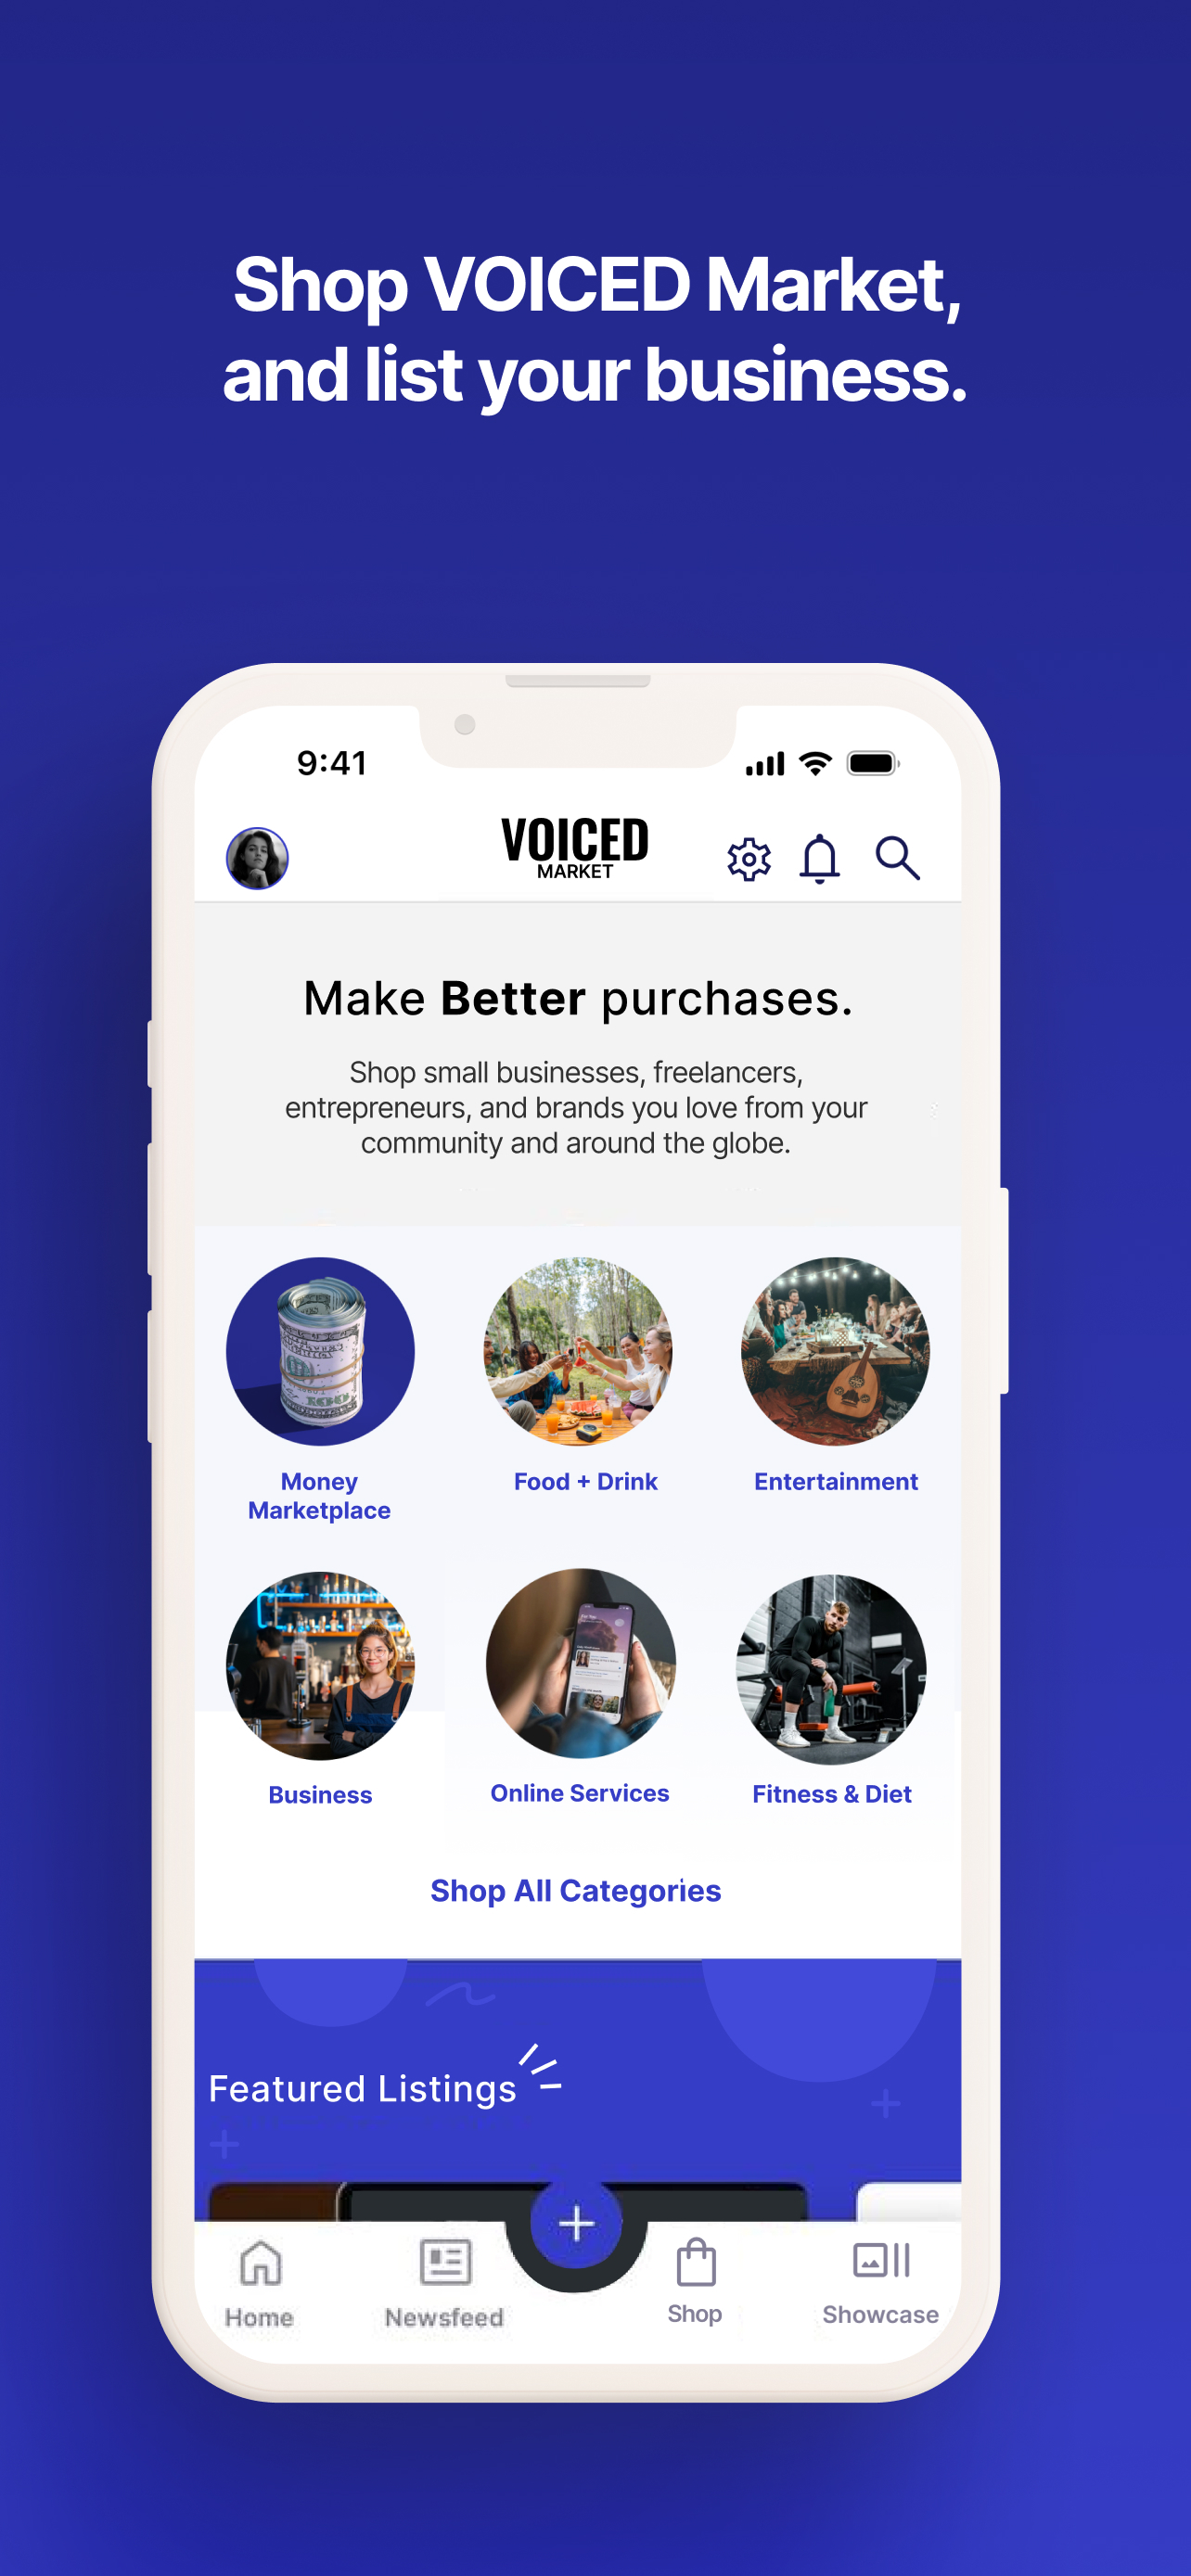 Shop VOICED Market,
and list your business.
9:41
VOICED
MARKET
Make Better purchases.
Shop small businesses, freelancers,
entrepreneurs, and brands you love from your
community and around the globe.
Money
Marketplace
Food + Drink
Entertainment
Business
Online Services
Fitness & Diet
Shop All Categories
Featured Listings
Home
Newsfeed
Shop
Showcase